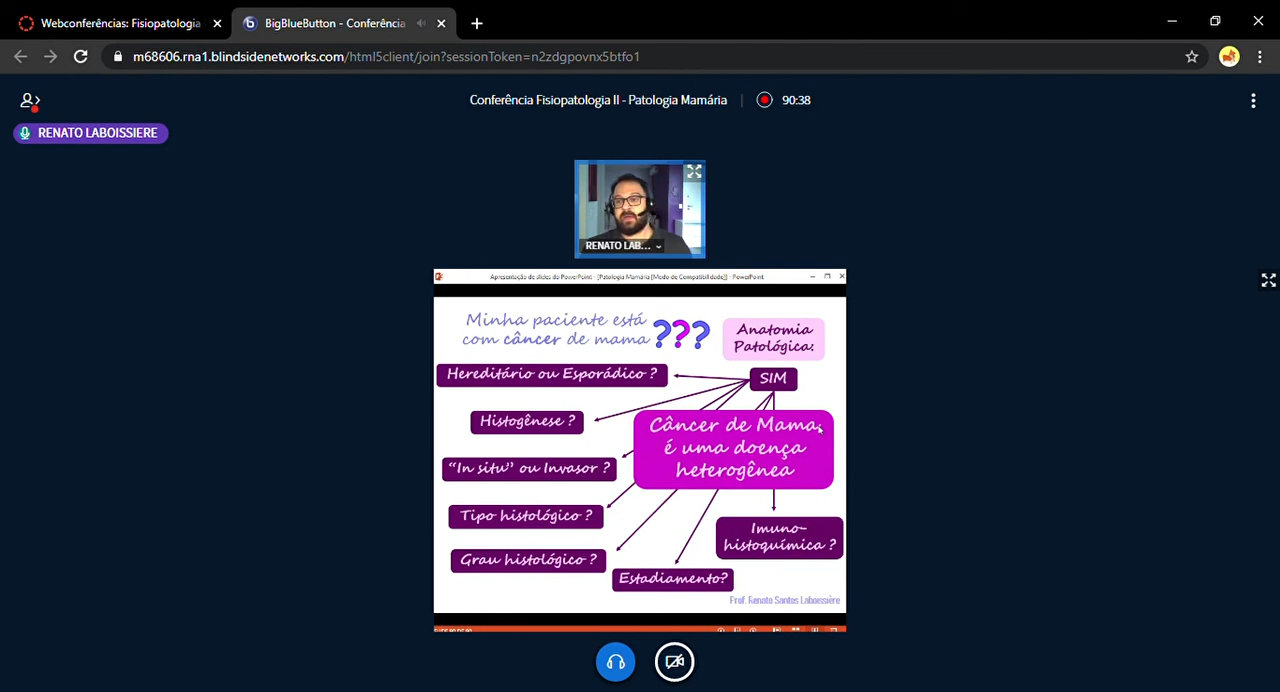 Webconferências: Fisiopatologia
BigBlueButton - Conferência
m68606.rna1.blindsidenetworks.com/html5client/join?sessionToken=n2zdgpovnx5btfo1
Conferência Fisiopatologia II - Patologia Mamária
90:38
RENATO LABOISSIERE
RENATO LAB...
Apresentação de slides do PowerPoint - [Patologia Mamária [Modo de Compatibilidade]] - PowerPoint
Minha paciente está
com câncer de mama ???
Anatomia
Patológica:
Hereditário ou Esporádico ?
SIM
Histogênese ?
Câncer de Mama
é uma doença
heterogênea
"In situ" ou Invasor ?
Tipo histológico ?
Imuno-
histoquímica ?
Grau histológico ?
Estadiamento?
Prof. Renato Santos Laboissière